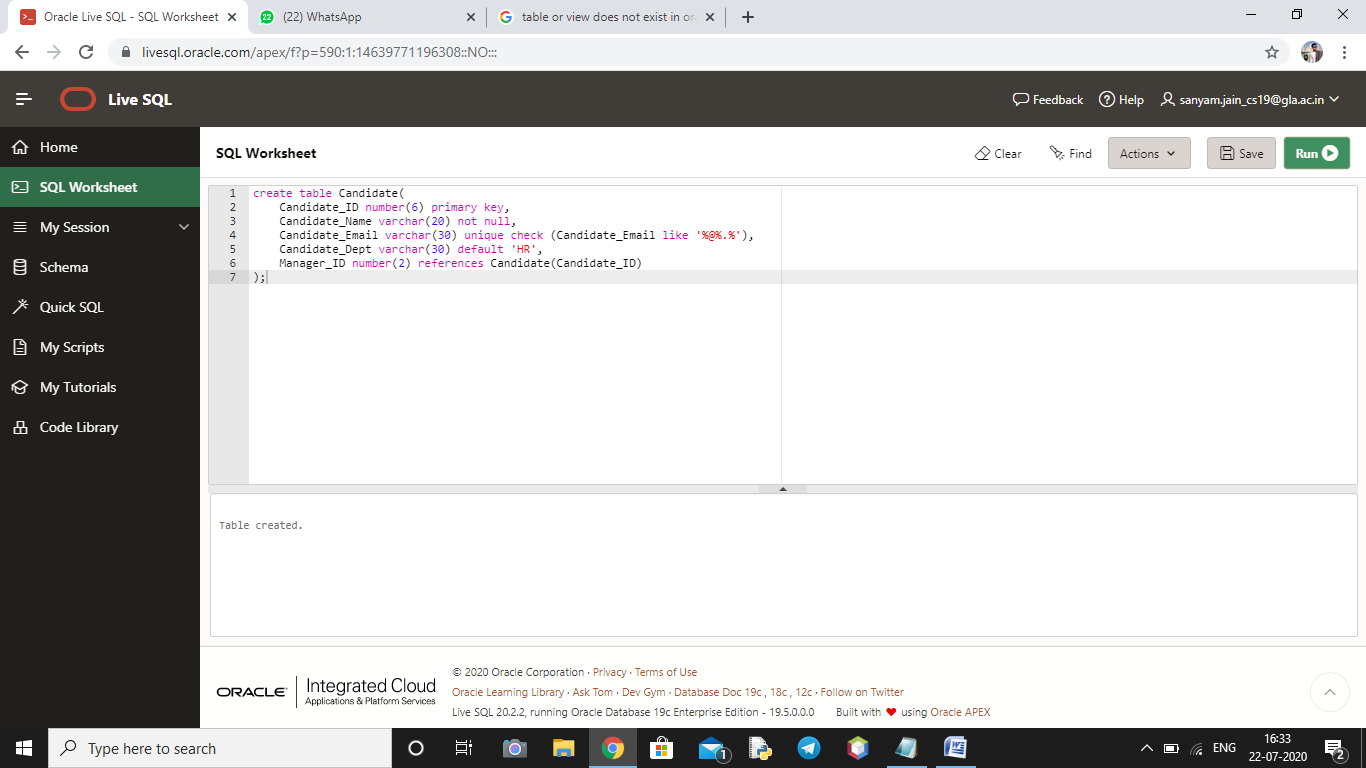 Oracle Live SQL - SQL Worksheet
22
(22) WhatsApp
table or view does not exist in or
livesql.oracle.com/apex/f?p=590:1:14639771196308::NO:::
Live SQL
Feedback
Help
sanyam.jain_cs19@gla.ac.in
Home
SQL Worksheet
My Session
Schema
Quick SQL
My Scripts
My Tutorials
Code Library
SQL Worksheet
Clear
Find
Actions
Save
Run
1 create table Candidate(
2 Candidate_ID number(6) primary key,
3 Candidate_Name varchar(20) not null,
4 Candidate_Email varchar(30) unique check (Candidate_Email like '%@%.%'),
5 Candidate_Dept varchar(30) default 'HR',
6 Manager_ID number(2) references Candidate(Candidate_ID)
7 );
Table created.
ORACLE Integrated Cloud
Applications & Platform Services
© 2020 Oracle Corporation · Privacy · Terms of Use
Oracle Learning Library · Ask Tom · Dev Gym · Database Doc 19c , 18c , 12c · Follow on Twitter
Live SQL 20.2.2, running Oracle Database 19c Enterprise Edition - 19.5.0.0.0 Built with ❤ using Oracle APEX
Type here to search
1
ENG
16:33
22-07-2020
2